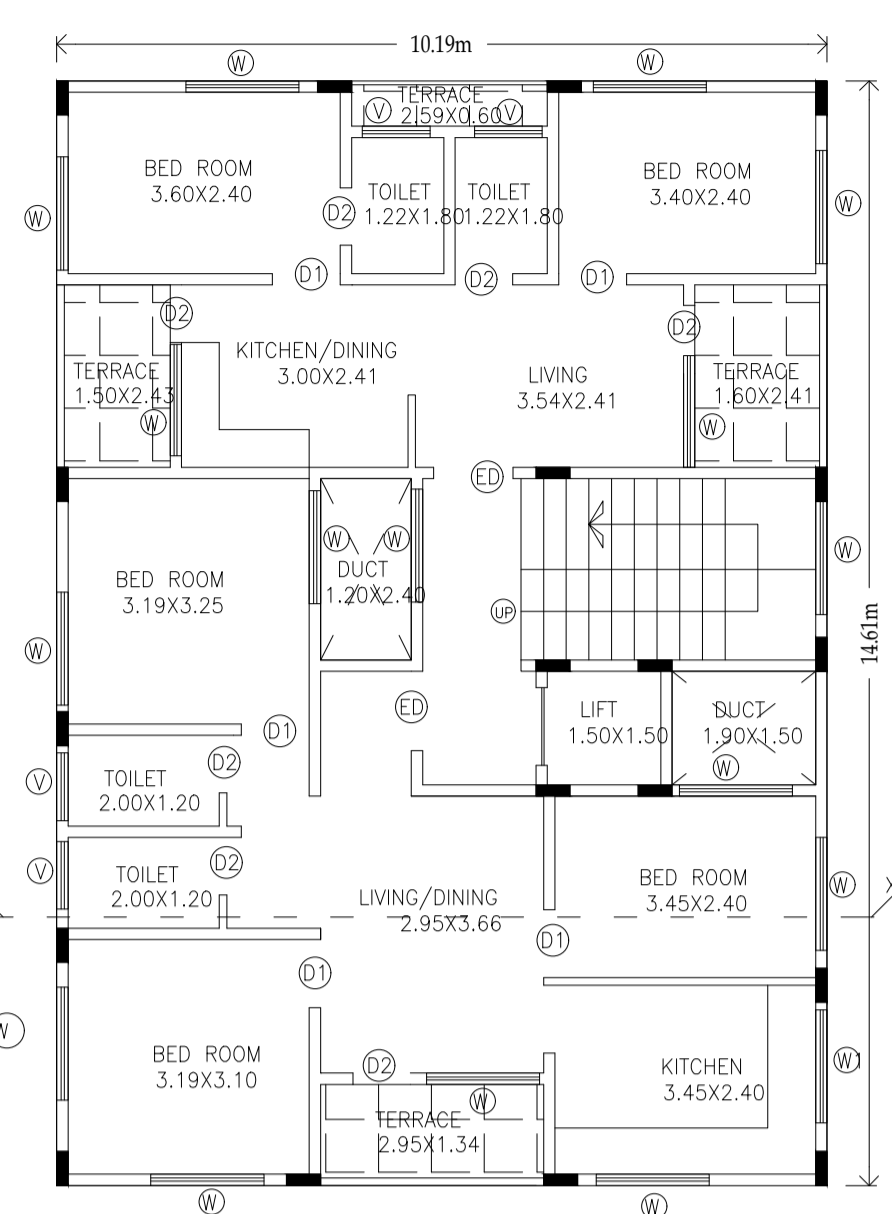 10.19m
W
W
TERRACE
2.59X0.60
V
V
BED ROOM
3.60X2.40
TOILET
1.22X1.80
TOILET
1.22X1.80
BED ROOM
3.40X2.40
W
D2
W
D1
D2
D1
D2
D2
KITCHEN/DINING
3.00X2.41
LIVING
3.54X2.41
TERRACE
1.50X2.43
W
TERRACE
1.60X2.41
W
ED
W
W
DUCT
1.20X2.40
W
BED ROOM
3.19X3.25
UP
14.61m
W
ED
LIFT
1.50X1.50
DUCT
1.90X1.50
W
D1
D2
V
TOILET
2.00X1.20
D2
V
TOILET
2.00X1.20
LIVING/DINING
2.95X3.66
BED ROOM
3.45X2.40
W
D1
D1
W
BED ROOM
3.19X3.10
D2
W
KITCHEN
3.45X2.40
W1
TERRACE
2.95X1.34
W
W